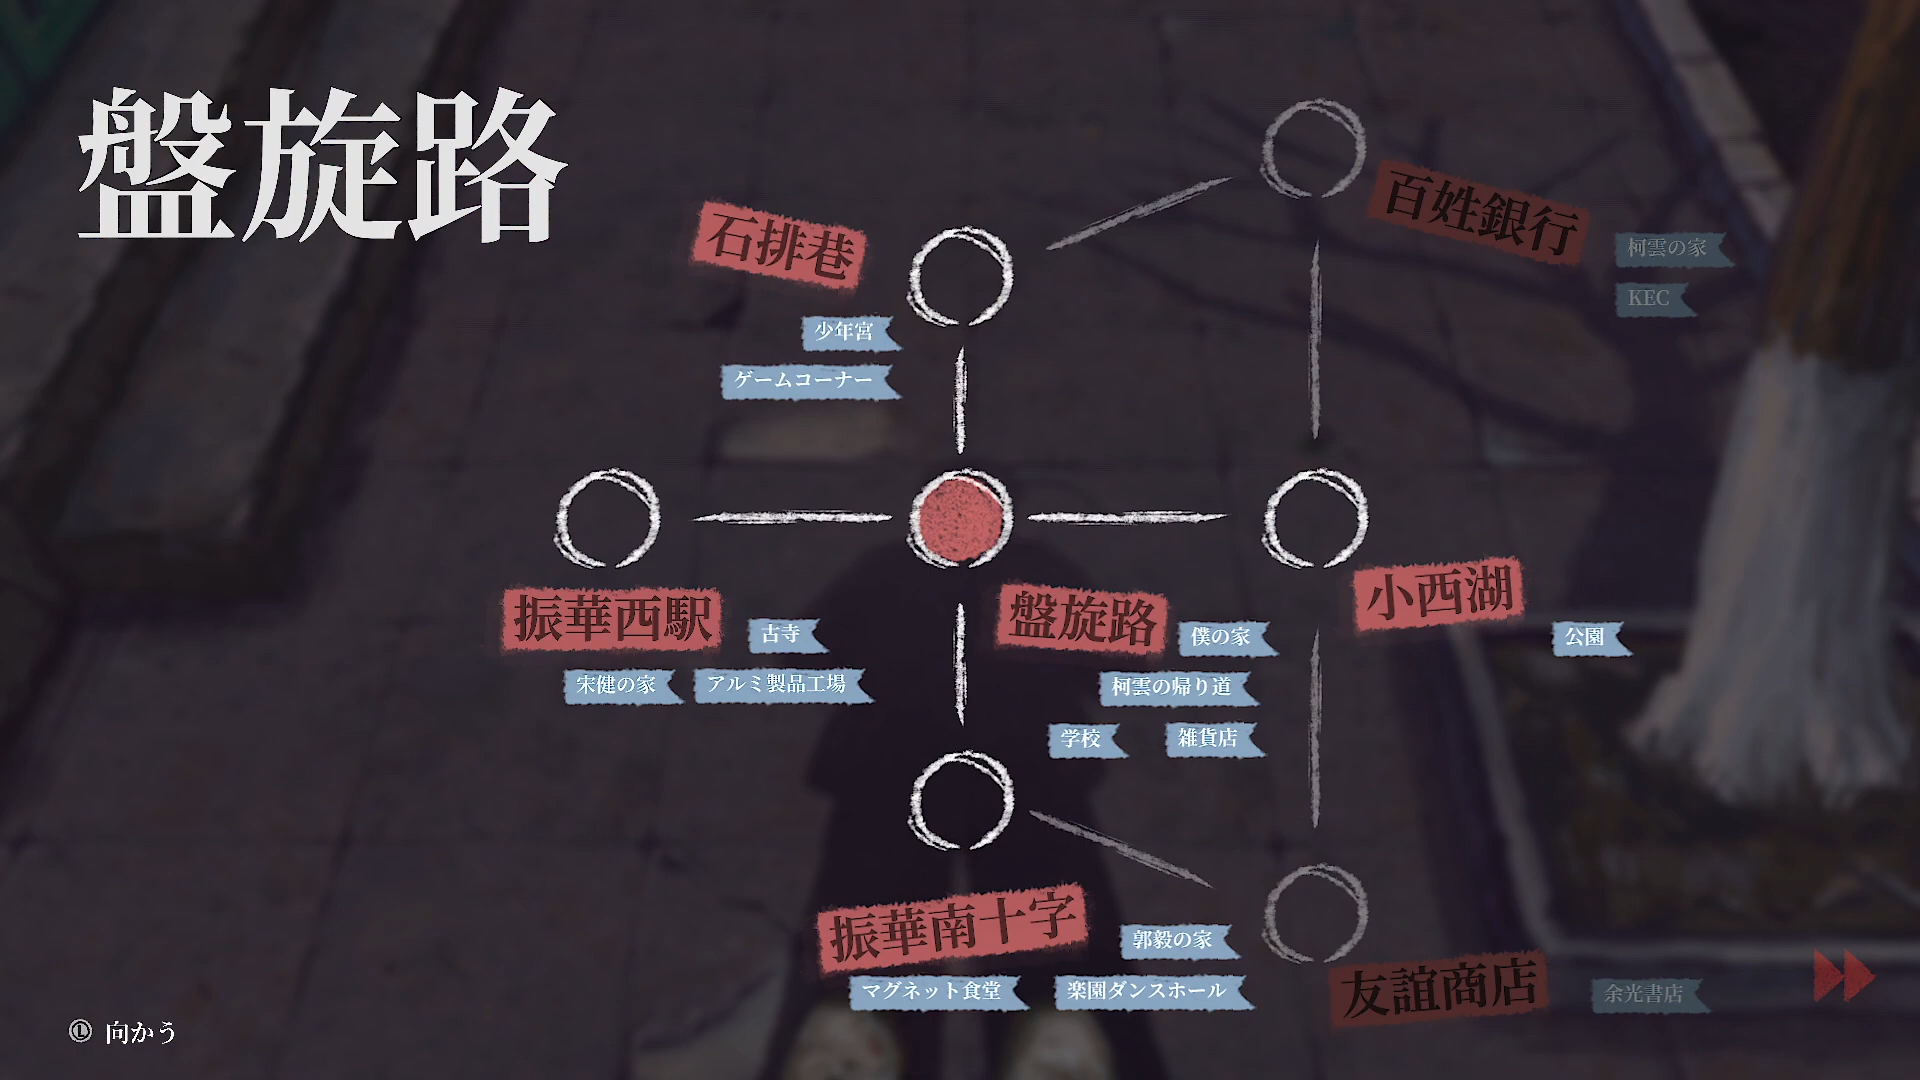 盤旋路
百姓銀行
柯雲の家
KEC
石排巷
少年宮
ゲームコーナー
振華西駅
古寺
宋健の家
アルミ製品工場
盤旋路
僕の家
柯雲の帰り道
学校
雑貨店
小西湖
公園
振華南十字
郭毅の家
マグネット食堂
楽園ダンスホール
友誼商店
余光書店
L 向かう